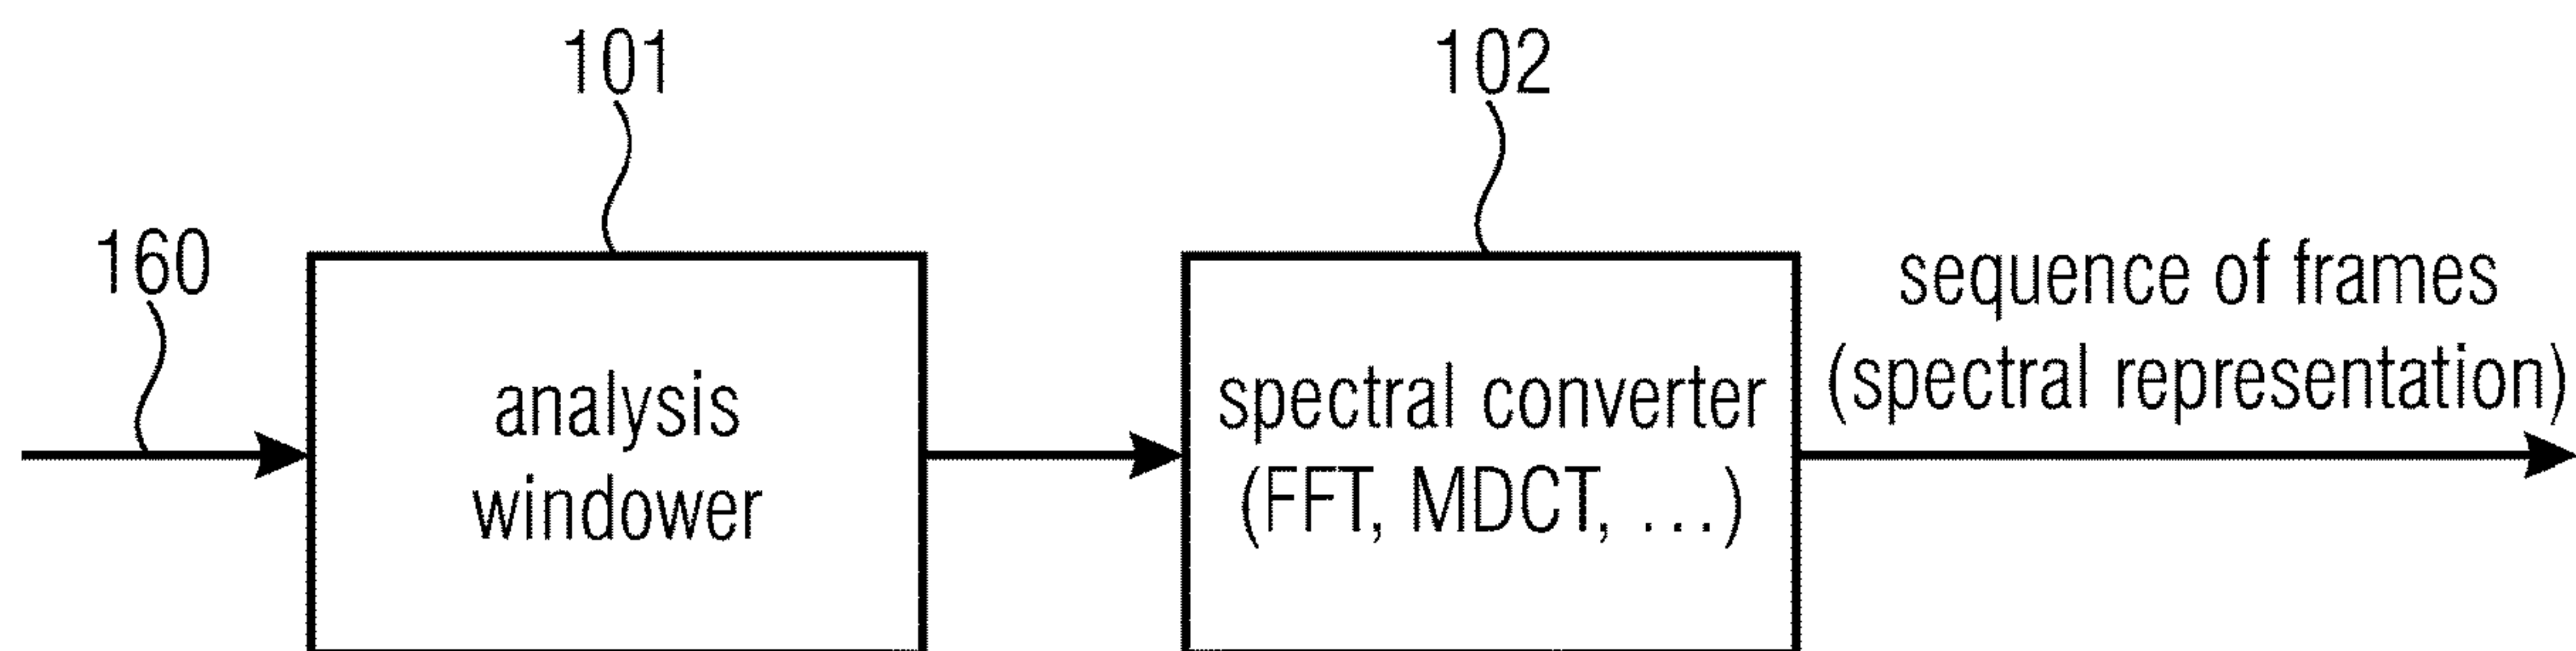 101
102
160
analysis
windower
spectral converter
(FFT, MDCT, ...)
sequence of frames
(spectral representation)